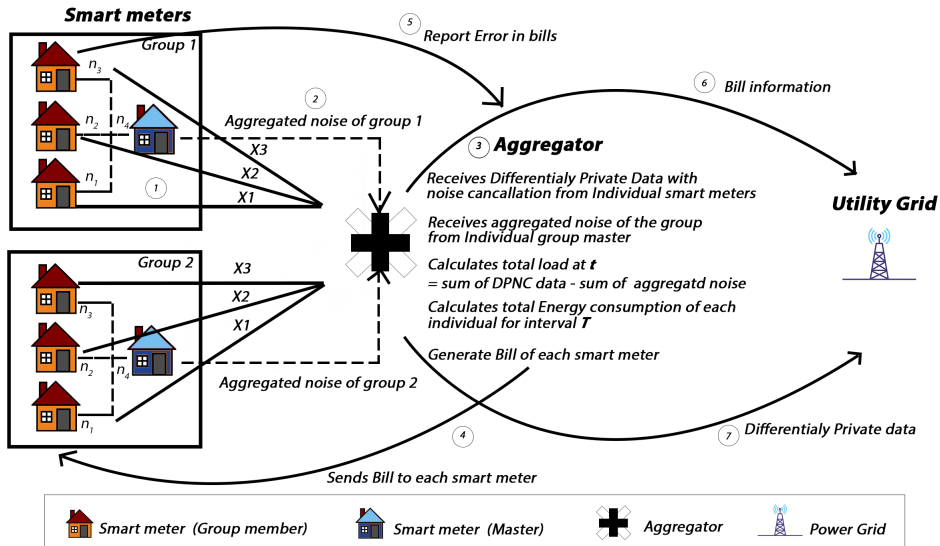 Smart meters
Group 1
n3
n2
n4
n1
1
X3
X2
X1
2
Aggregated noise of group 1
5
Report Error in bills
6
Bill information
3 Aggregator
Receives Differentialy Private Data with
noise cancallation from Individual smart meters
Receives aggregated noise of the group
from Individual group master
Calculates total load at t
= sum of DPNC data - sum of aggregatd noise
Calculates total Energy consumption of each
individual for interval T
Generate Bill of each smart meter
Utility Grid
Group 2
X3
X2
X1
n3
n2
n4
n1
Aggregated noise of group 2
4
Sends Bill to each smart meter
7
Differentialy Private data
Smart meter (Group member)
Smart meter (Master)
Aggregator
Power Grid